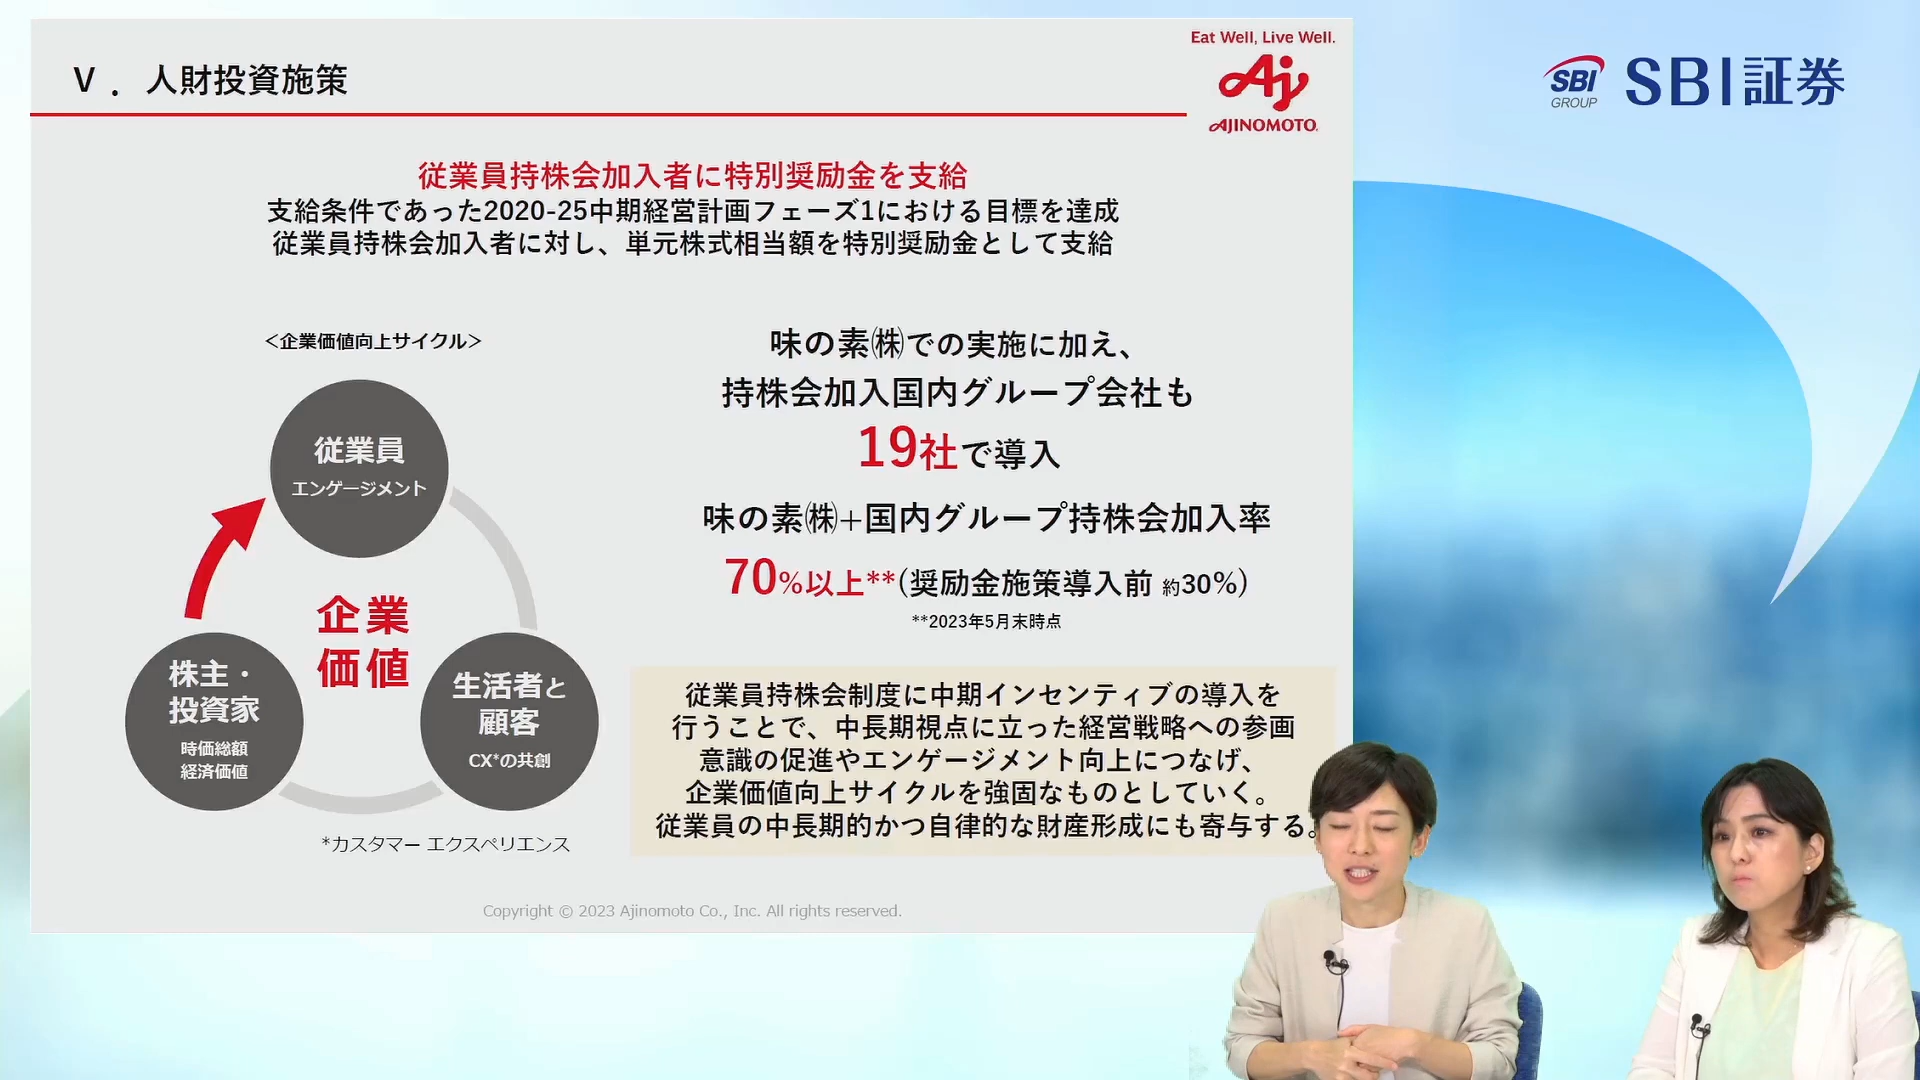 Ⅴ．人財投資施策
Eat Well, Live Well.
Aj
AJINOMOTO.
SBI
GROUP
SBI証券
従業員持株会加入者に特別奨励金を支給
支給条件であった2020-25中期経営計画フェーズ1における目標を達成
従業員持株会加入者に対し、単元株式相当額を特別奨励金として支給
＜企業価値向上サイクル＞
従業員
エンゲージメント
企業
価値
株主・
投資家
時価総額
経済価値
生活者と
顧客
CX*の共創
*カスタマー エクスペリエンス
味の素㈱での実施に加え、
持株会加入国内グループ会社も
19社で導入
味の素㈱+国内グループ持株会加入率
70%以上**(奨励金施策導入前 約30%)
**2023年5月末時点
従業員持株会制度に中期インセンティブの導入を
行うことで、中長期視点に立った経営戦略への参画
意識の促進やエンゲージメント向上につなげ、
企業価値向上サイクルを強固なものとしていく。
従業員の中長期的かつ自律的な財産形成にも寄与する。
Copyright © 2023 Ajinomoto Co., Inc. All rights reserved.